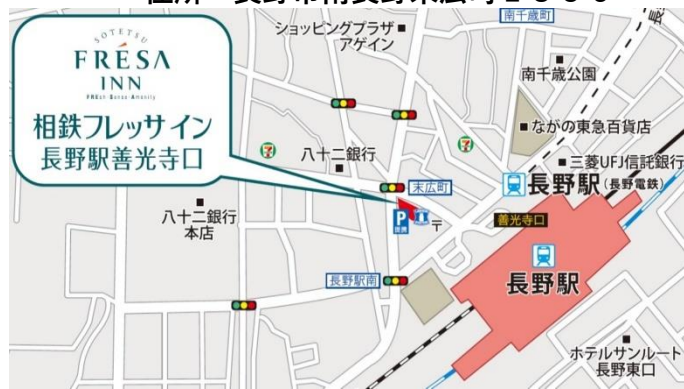 南千歳町
ショッピングプラザ
アゲイン
SOTETSU
FRÉSA
INN
相鉄フレッサイン
長野駅善光寺口
南千歳公園
ながの東急百貨店
八十二銀行
三菱UFJ信託銀行
末広町
長野駅(長野電鉄)
八十二銀行
本店
P
〒
善光寺口
長野駅南
長野駅
ホテルサンルート
長野東口
7
7